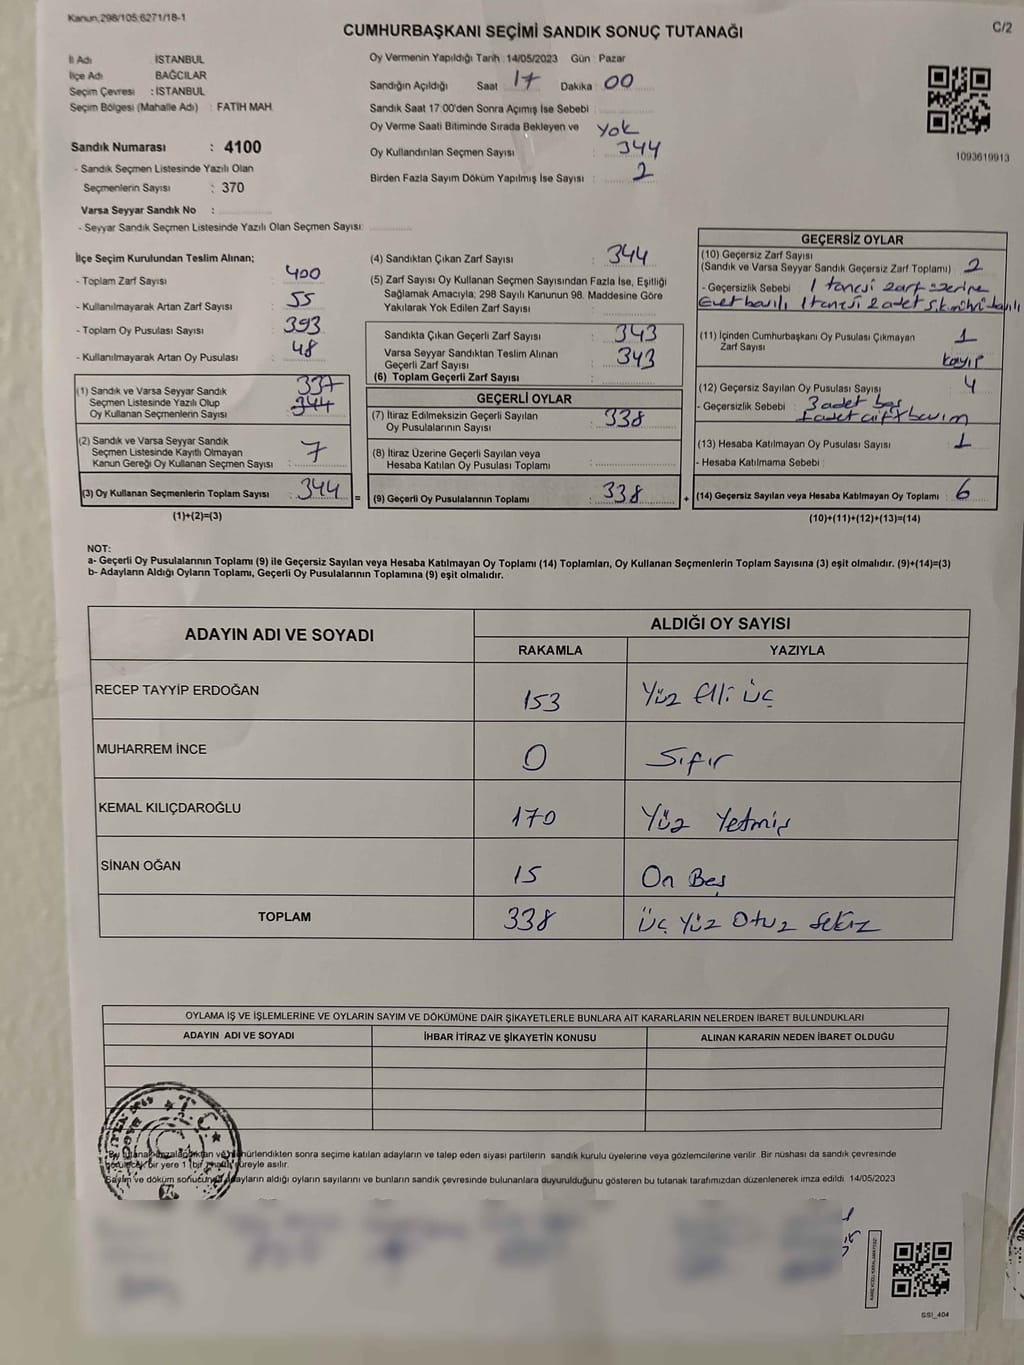 Kanun;298/105;6271/18-1
C/2
CUMHURBAŞKANI SEÇİMİ SANDIK SONUÇ TUTANAĞI
İl Adı : İSTANBUL
İlçe Adı BAĞCILAR
Seçim Çevresi : İSTANBUL
Seçim Bölgesi (Mahalle Adı) : FATİH MAH.
Sandık Numarası : 4100
- Sandık Seçmen Listesinde Yazılı Olan
Seçmenlerin Sayısı : 370
Varsa Seyyar Sandık No :
- Seyyar Sandık Seçmen Listesinde Yazılı Olan Seçmen Sayısı:
Oy Vermenin Yapıldığı Tarih :14/05/2023 Gün : Pazar
Sandığın Açıldığı Saat 17 Dakika 00
Sandık Saat 17:00'den Sonra Açımış İse Sebebi :
Oy Verme Saati Bitiminde Sırada Bekleyen ve Yok
Oy Kullandırılan Seçmen Sayısı : 344
Birden Fazla Sayım Döküm Yapılmış İse Sayısı : 2
1093619913
İlçe Seçim Kurulundan Teslim Alınan;
- Toplam Zarf Sayısı : 400
- Kullanılmayarak Artan Zarf Sayısı : 55
- Toplam Oy Pusulası Sayısı : 393
- Kullanılmayarak Artan Oy Pusulası : 48
(1) Sandık ve Varsa Seyyar Sandık 337
Seçmen Listesinde Yazılı Olup 344
Oy Kullanan Seçmenlerin Sayısı
(2) Sandık ve Varsa Seyyar Sandık
Seçmen Listesinde Kayıtlı Olmayan 7
Kanun Gereği Oy Kullanan Seçmen Sayısı
(3) Oy Kullanan Seçmenlerin Toplam Sayısı : 344 =
(1)+(2)=(3)
(4) Sandıktan Çıkan Zarf Sayısı : 344
(5) Zarf Sayısı Oy Kullanan Seçmen Sayısından Fazla İse, Eşitliği
Sağlamak Amacıyla; 298 Sayılı Kanunun 98. Maddesine Göre
Yakılarak Yok Edilen Zarf Sayısı :
Sandıkta Çıkan Geçerli Zarf Sayısı : 343
Varsa Seyyar Sandıktan Teslim Alınan 343
Geçerli Zarf Sayısı
(6) Toplam Geçerli Zarf Sayısı :
GEÇERLİ OYLAR
(7) İtiraz Edilmeksizin Geçerli Sayılan 338
Oy Pusulalarının Sayısı
(8) İtiraz Üzerine Geçerli Sayılan veya
Hesaba Katılan Oy Pusulası Toplamı
(9) Geçerli Oy Pusulalarının Toplamı : 338 +
GEÇERSİZ OYLAR
(10) Geçersiz Zarf Sayısı
(Sandık ve Varsa Seyyar Sandık Geçersiz Zarf Toplamı) : 2
- Geçersizlik Sebebi : 1 tanesi zarf üzerine
Evet basılı 1 tanesi 2 adet
(11) İçinden Cumhurbaşkanı Oy Pusulası Çıkmayan 1
Zarf Sayısı kayıp
(12) Geçersiz Sayılan Oy Pusulası Sayısı : 4
- Geçersizlik Sebebi : 3 adet boş
1 adet çift basım
(13) Hesaba Katılmayan Oy Pusulası Sayısı : 1
- Hesaba Katılmama Sebebi :
(14) Geçersiz Sayılan veya Hesaba Katılmayan Oy Toplamı : 6
(10)+(11)+(12)+(13)=(14)
NOT:
a- Geçerli Oy Pusulalarının Toplamı (9) ile Geçersiz Sayılan veya Hesaba Katılmayan Oy Toplamı (14) Toplamları, Oy Kullanan Seçmenlerin Toplam Sayısına (3) eşit olmalıdır. (9)+(14)=(3)
b- Adayların Aldığı Oyların Toplamı, Geçerli Oy Pusulalarının Toplamına (9) eşit olmalıdır.
ADAYIN ADI VE SOYADI
ALDIĞI OY SAYISI
RAKAMLA YAZIYLA
RECEP TAYYİP ERDOĞAN 153 Yüz Elli üç
MUHARREM İNCE 0 Sıfır
KEMAL KILIÇDAROĞLU 170 Yüz Yetmiş
SİNAN OĞAN 15 On Beş
TOPLAM 338 üç Yüz Otuz Sekiz
OYLAMA İŞ VE İŞLEMLERİNE VE OYLARIN SAYIM VE DÖKÜMÜNE DAİR ŞİKAYETLERLE BUNLARA AİT KARARLARIN NELERDEN İBARET BULUNDUKLARI
ADAYIN ADI VE SOYADI İHBAR İTİRAZ VE ŞİKAYETİN KONUSU ALINAN KARARIN NEDEN İBARET OLDUĞU
T.C.
Bu sonra seçime katılan adayların ve talep eden siyasi partilerin sandık kurulu üyelerine veya gözlemcilerine verilir. Bir nüshası da sandık çevresinde
bir yere 1 (bir) süreyle asılır.
Sayım ve döküm adayların aldığı oyların sayılarını ve bunların sandık çevresinde bulunanlara duyurulduğunu gösteren bu tutanak tarafımızdan düzenlenerek imza edildi. 14/05/2023
GSI_404